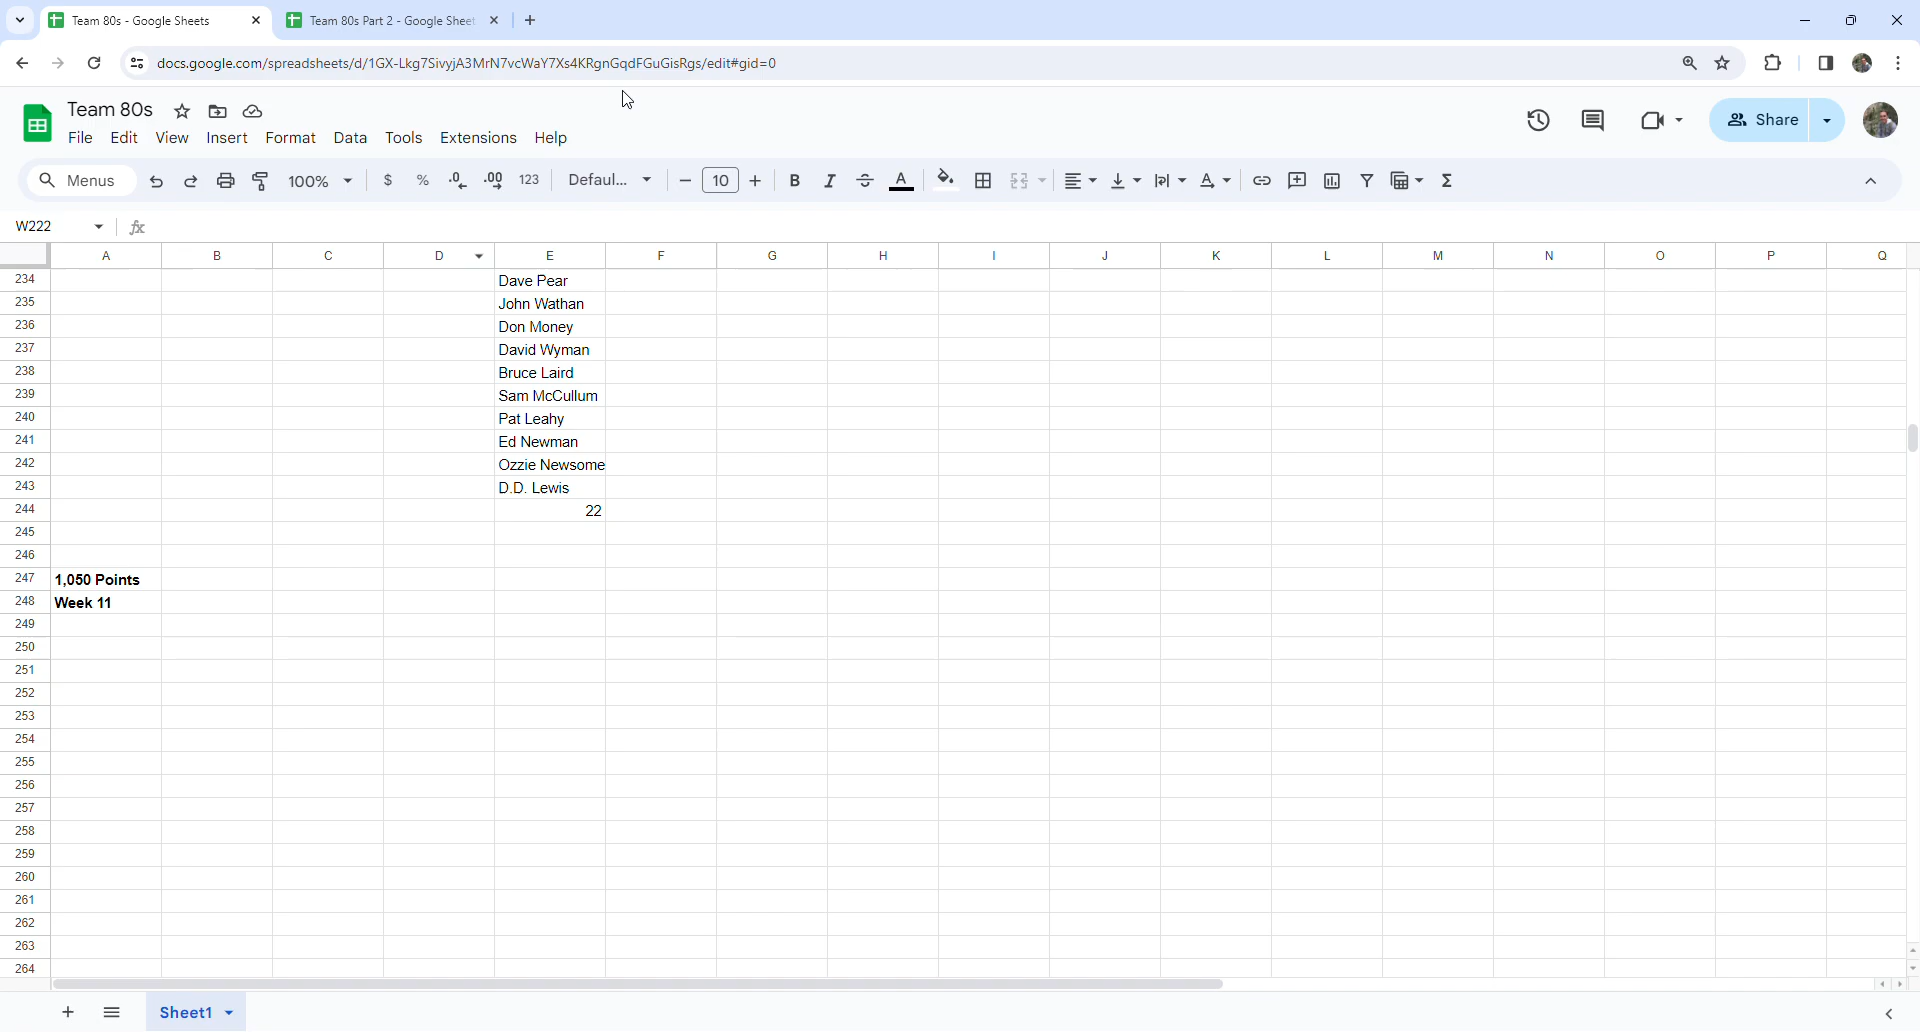 Team 80s - Google Sheets
Team 80s Part 2 - Google Sheet
docs.google.com/spreadsheets/d/1GX-Lkg7SivyjA3MrN7vcWaY7Xs4KRgnGqdFGuGisRgs/edit#gid=0
Team 80s
File Edit View Insert Format Data Tools Extensions Help
Share
Menus 100% $ % .0 .00 123 Defaul... 10 B I A
W222 fx
A B C D E F G H I J K L M N O P Q
234 Dave Pear
235 John Wathan
236 Don Money
237 David Wyman
238 Bruce Laird
239 Sam McCullum
240 Pat Leahy
241 Ed Newman
242 Ozzie Newsome
243 D.D. Lewis
244 22
245
246
247 1,050 Points
248 Week 11
249
250
251
252
253
254
255
256
257
258
259
260
261
262
263
264
Sheet1